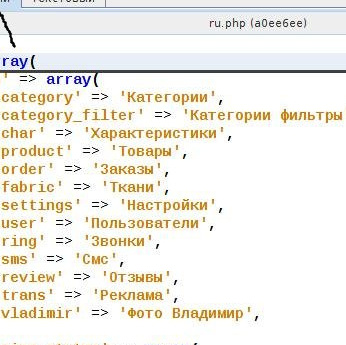 ru.php (a0ee6ee)
ray(
' => array(
category' => 'Категории',
category_filter' => 'Категории фильтры
char' => 'Характеристики',
product' => 'Товары',
order' => 'Заказы',
fabric' => 'Ткани',
settings' => 'Настройки',
user' => 'Пользователи',
ring' => 'Звонки',
sms' => 'Смс',
review' => 'Отзывы',
trans' => 'Реклама',
vladimir' => 'Фото Владимир',